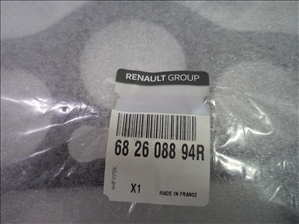 RENAULT GROUP
68 26 088 94R
X1
MADE IN FRANCE